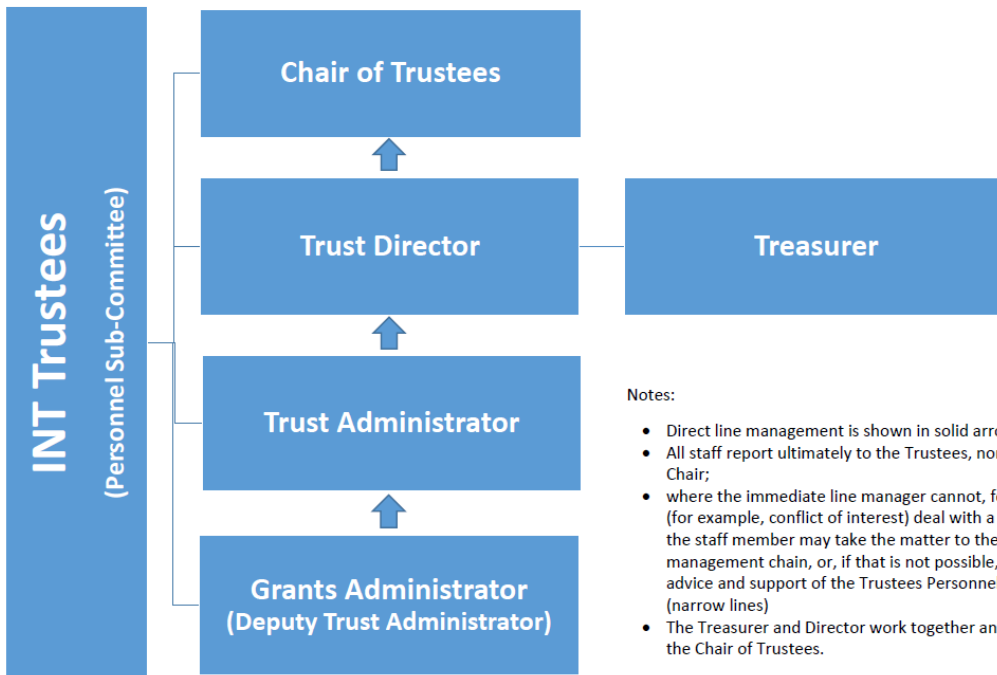 INT Trustees
(Personnel Sub-Committee)
Chair of Trustees
Trust Director
Treasurer
Trust Administrator
Grants Administrator
(Deputy Trust Administrator)
Notes:
• Direct line management is shown in solid
• All staff report ultimately to the Trustees,
Chair;
• where the immediate line manager cannot,
(for example, conflict of interest) deal with a
the staff member may take the matter to the
management chain, or, if that is not possible,
advice and support of the Trustees Personnel
(narrow lines)
• The Treasurer and Director work together
the Chair of Trustees.